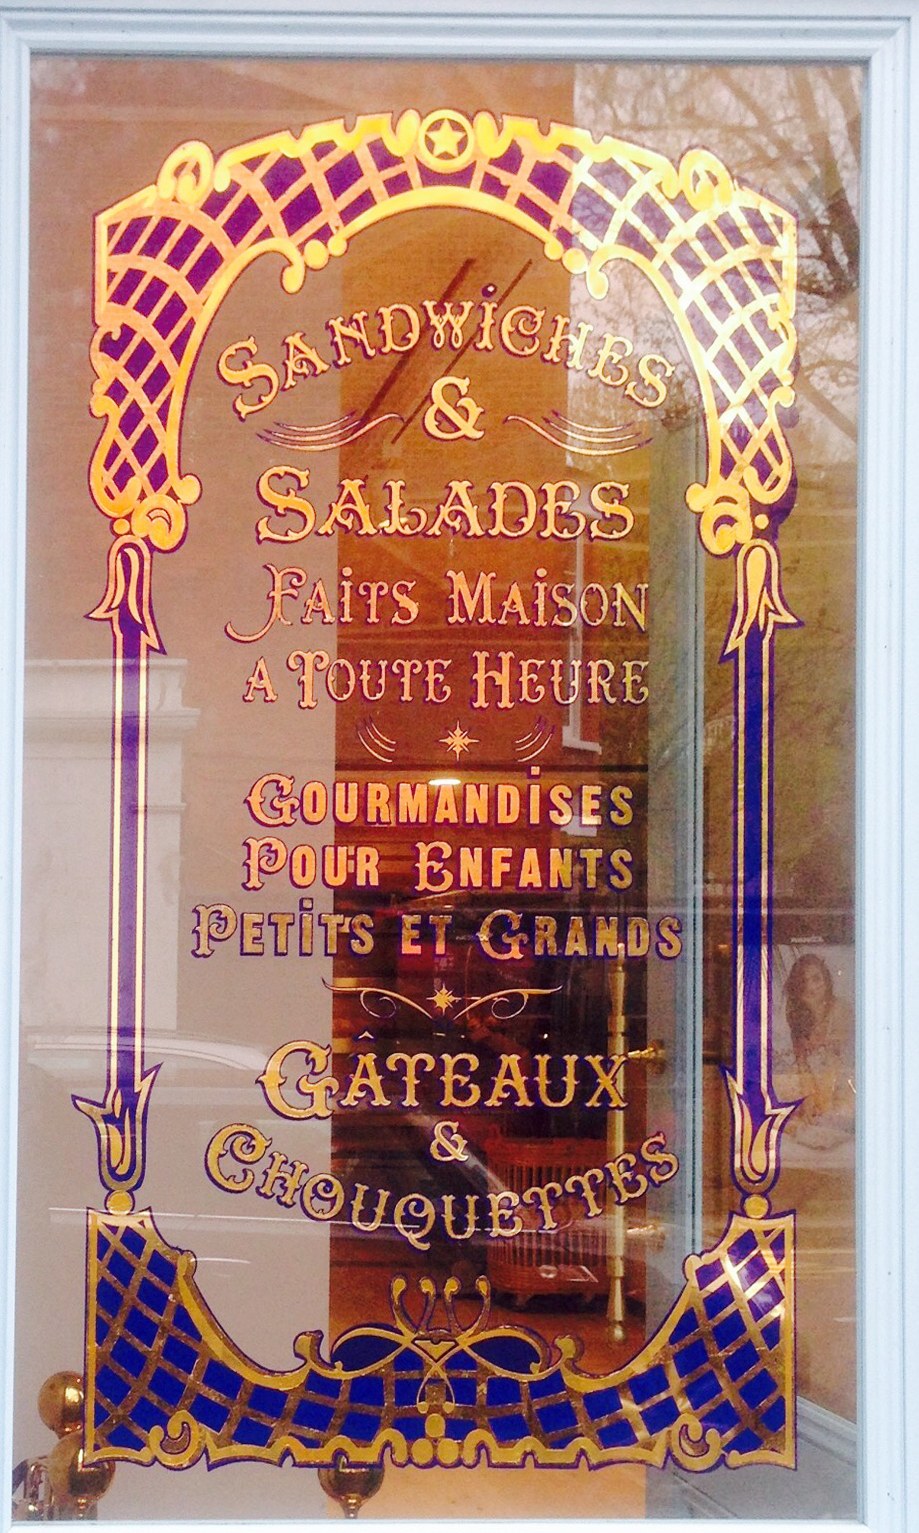 SANDWiCHES
&
SALADES
FAiTS MAiSON
A TOUTE HEURE
GOURMANDiSES
POUR ENFANTS
PETiTS ET GRANDS
GÂTEAUX
&
CHOUQUETTES